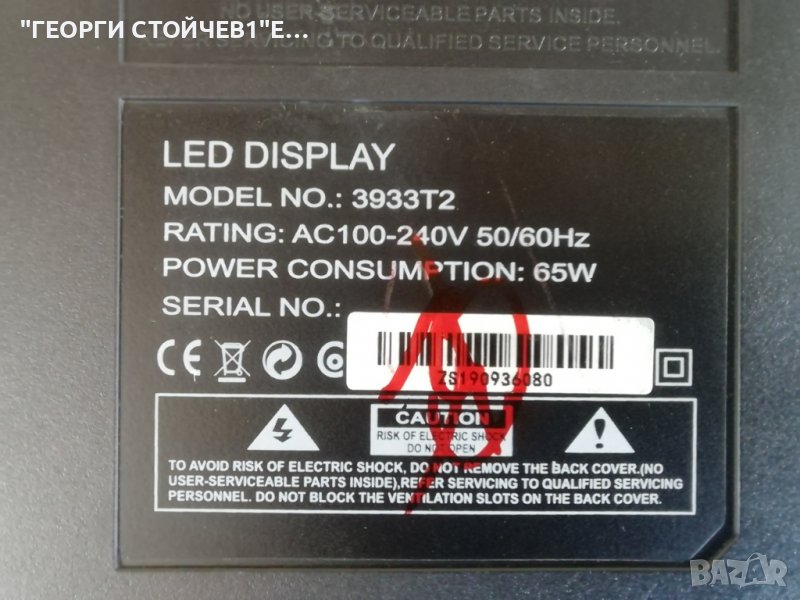 NO USER-SERVICEABLE PARTS INSIDE
"ГЕОРГИ СТОЙЧЕВ1"Е...
REFER SERVICING TO QUALIFIED SERVICE PERSONNEL.
LED DISPLAY
MODEL NO.: 3933T2
RATING: AC100-240V 50/60Hz
POWER CONSUMPTION: 65W
SERIAL NO.:
CE
ZS190936080
CAUTION
RISK OF ELECTRIC SHOCK
DO NOT OPEN
TO AVOID RISK OF ELECTRIC SHOCK, DO NOT REMOVE THE BACK COVER.(NO
USER-SERVICEABLE PARTS INSIDE),REFER SERVICING TO QUALIFIED SERVICING
PERSONNEL. DO NOT BLOCK THE VENTILATION SLOTS ON THE BACK COVER.
BAZAR